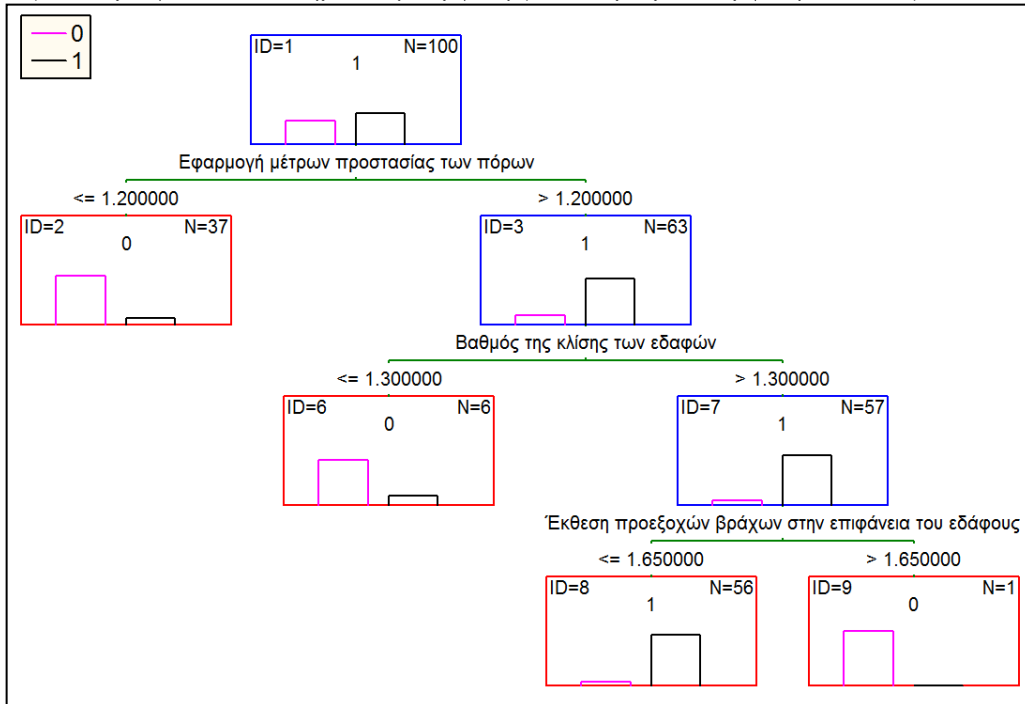 0
1
ID=1 N=100
1
Εφαρμογή μέτρων προστασίας των πόρων
<= 1.200000 > 1.200000
ID=2 N=37
0
ID=3 N=63
1
Βαθμός της κλίσης των εδαφών
<= 1.300000 > 1.300000
ID=6 N=6
0
ID=7 N=57
1
Έκθεση προεξοχών βράχων στην επιφάνεια του εδάφους
<= 1.650000 > 1.650000
ID=8 N=56
1
ID=9 N=1
0